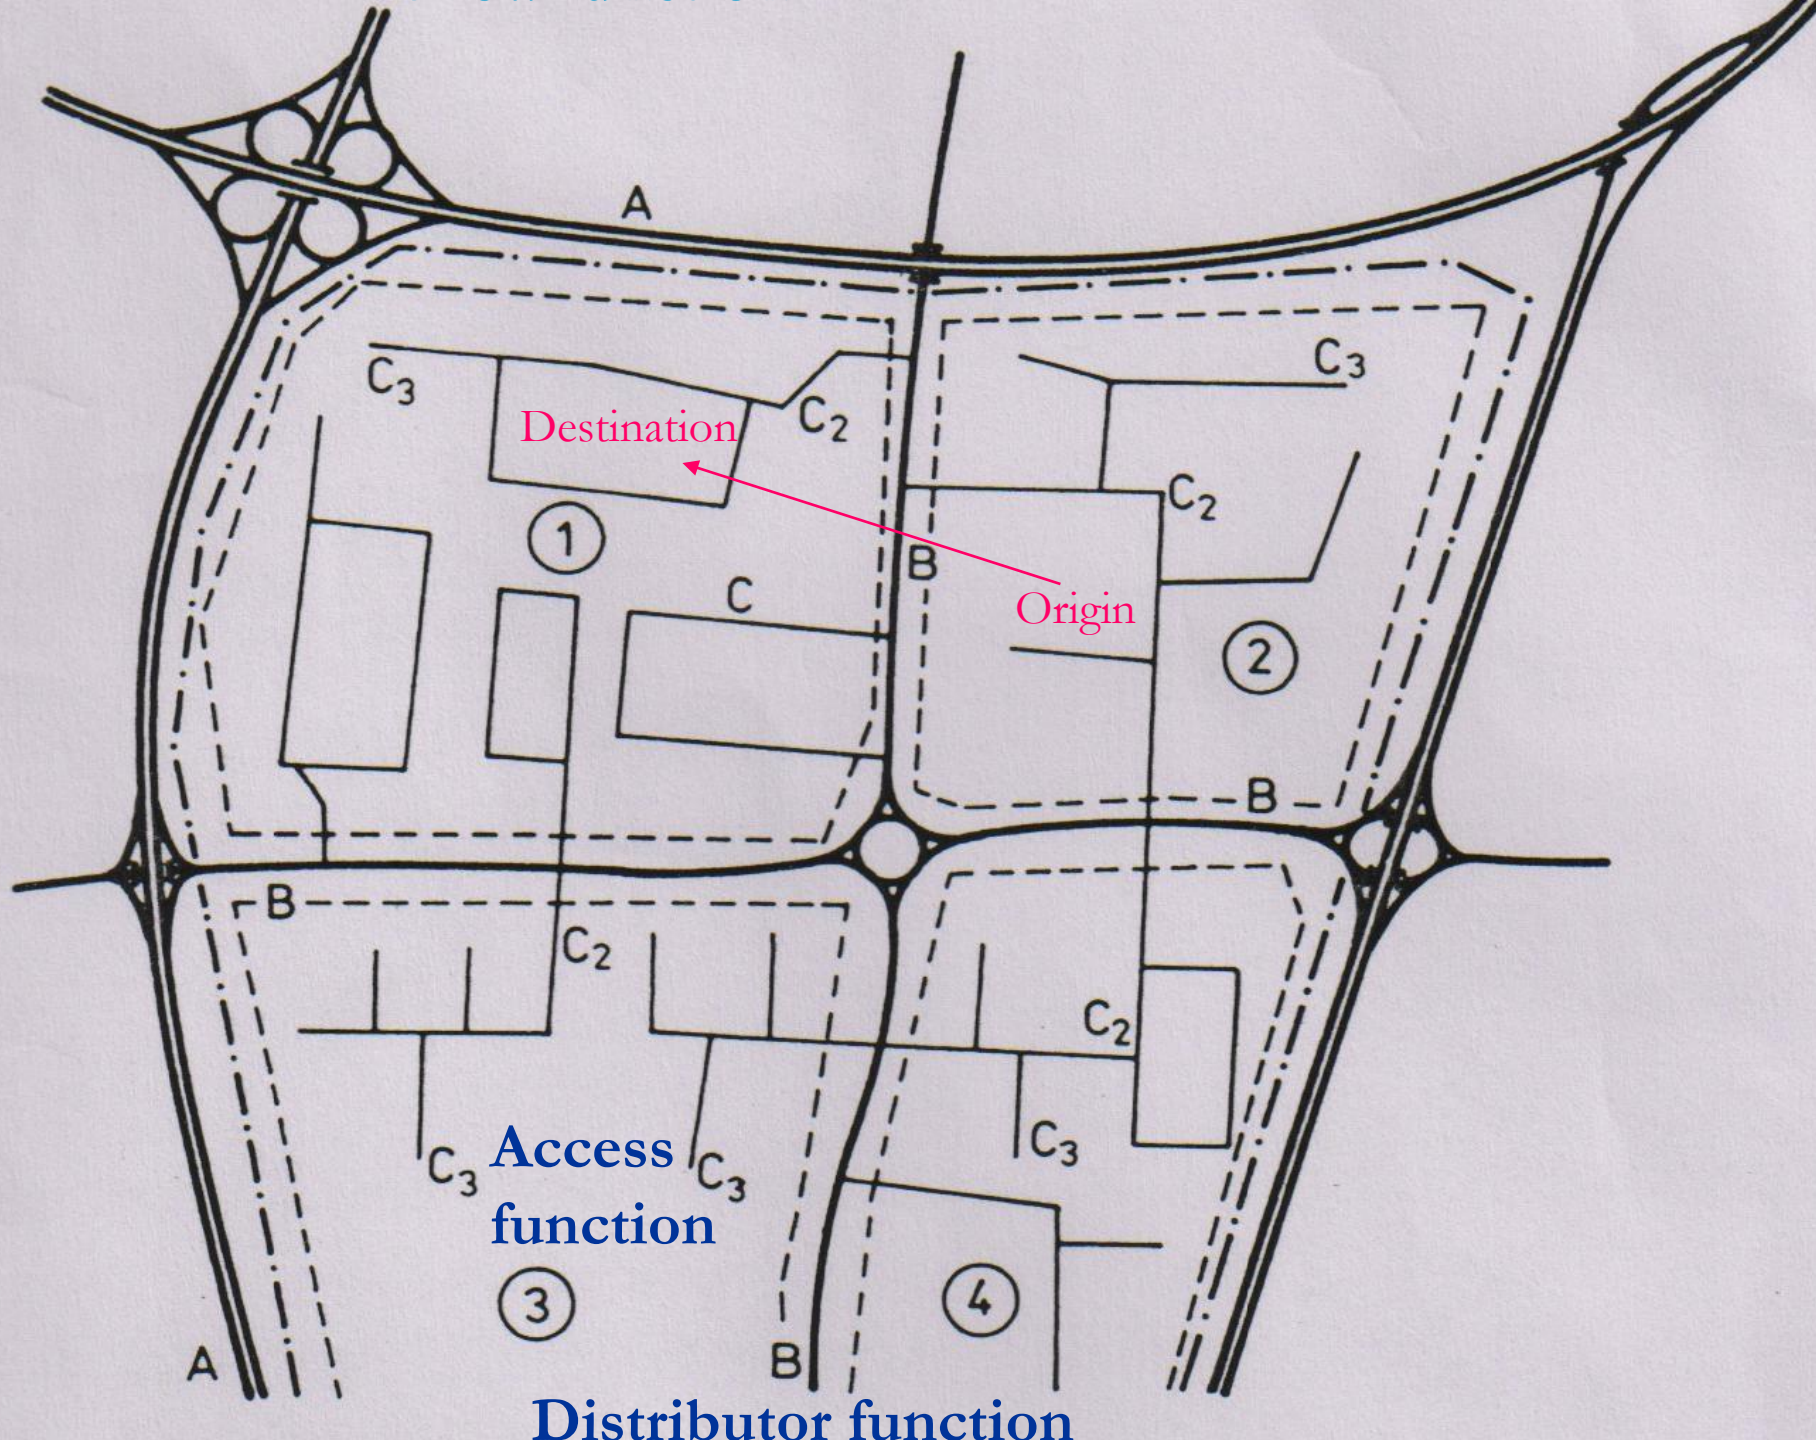 A
C3
C3
Destination
C2
C2
1
B
C
Origin
2
B
B
C2
C2
Access
C3
C3
C3
function
3
4
A
B
Distributor function